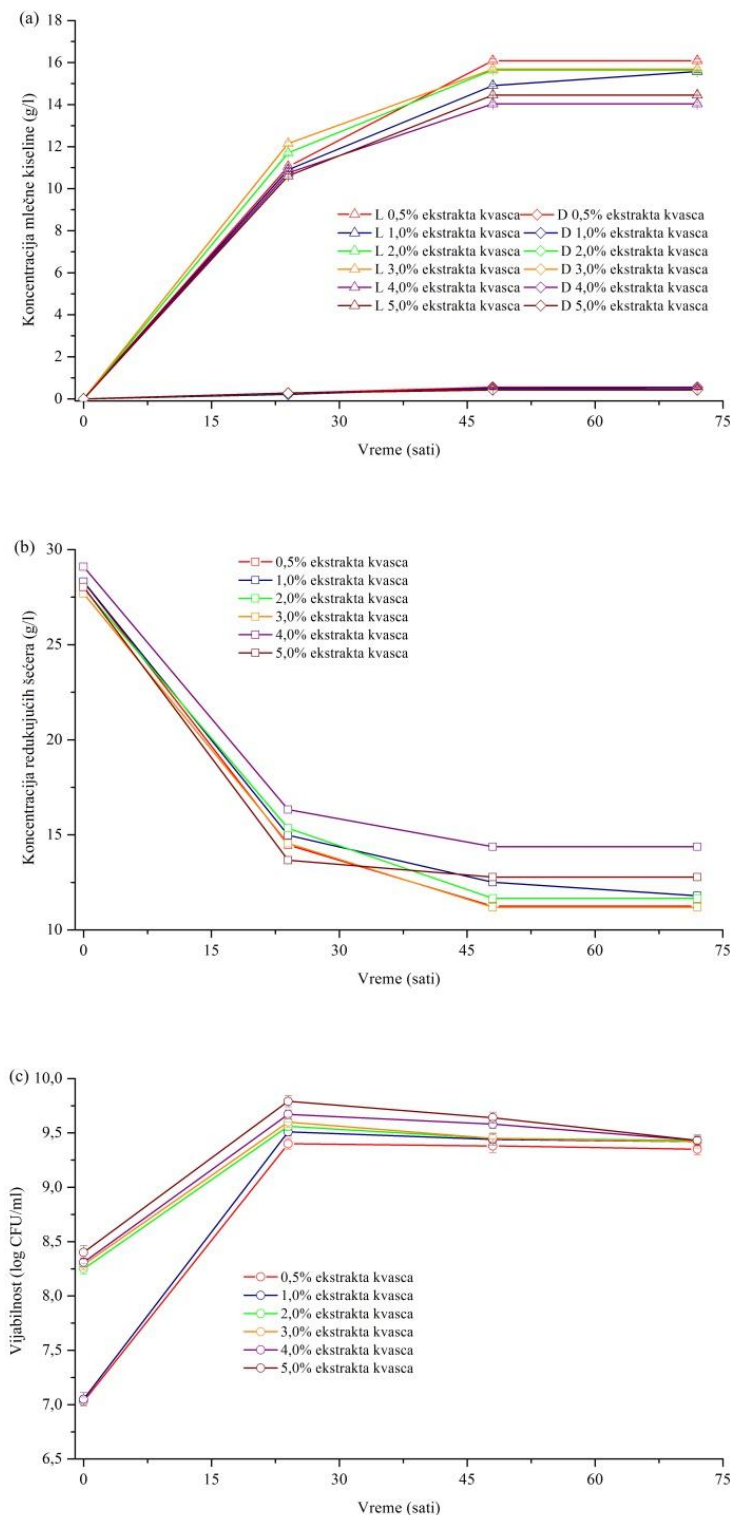 (a)
18
16
14
12
10
8
6
4
2
0
Koncentracija mlečne kiseline (g/l)
L 0,5% ekstrakta kvasca D 0,5% ekstrakta kvasca
L 1,0% ekstrakta kvasca D 1,0% ekstrakta kvasca
L 2,0% ekstrakta kvasca D 2,0% ekstrakta kvasca
L 3,0% ekstrakta kvasca D 3,0% ekstrakta kvasca
L 4,0% ekstrakta kvasca D 4,0% ekstrakta kvasca
L 5,0% ekstrakta kvasca D 5,0% ekstrakta kvasca
0 15 30 45 60 75
Vreme (sati)
(b)
30
25
20
15
10
Koncentracija redukujućih šećera (g/l)
0,5% ekstrakta kvasca
1,0% ekstrakta kvasca
2,0% ekstrakta kvasca
3,0% ekstrakta kvasca
4,0% ekstrakta kvasca
5,0% ekstrakta kvasca
0 15 30 45 60 75
Vreme (sati)
(c)
10,0
9,5
9,0
8,5
8,0
7,5
7,0
6,5
Vijabilnost (log CFU/ml)
0,5% ekstrakta kvasca
1,0% ekstrakta kvasca
2,0% ekstrakta kvasca
3,0% ekstrakta kvasca
4,0% ekstrakta kvasca
5,0% ekstrakta kvasca
0 15 30 45 60 75
Vreme (sati)